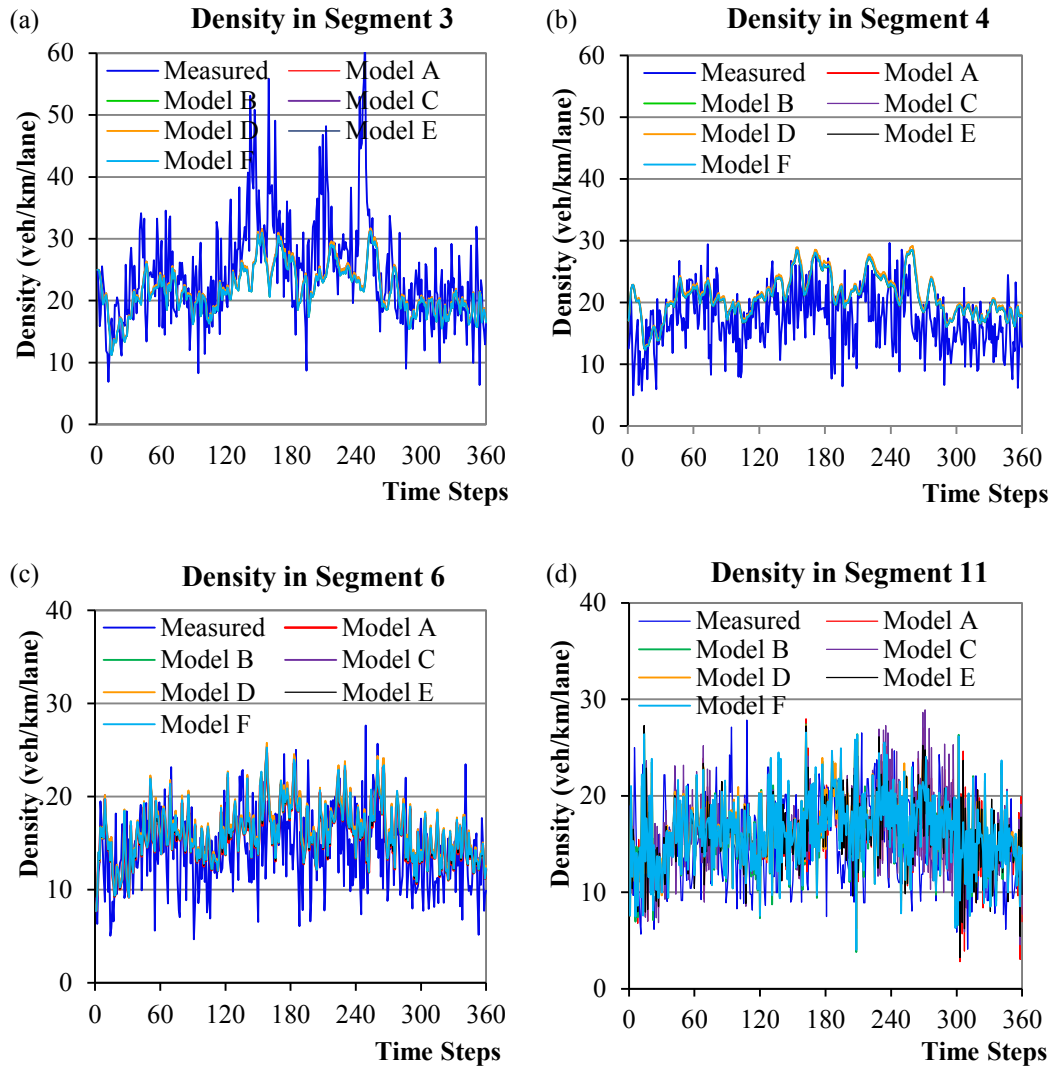 (a) Density in Segment 3
Density (veh/km/lane)
60
50
40
30
20
10
0
Measured Model A
Model B Model C
Model D Model E
Model F
0 60 120 180 240 300 360
Time Steps
(b) Density in Segment 4
Density (veh/km/lane)
60
50
40
30
20
10
0
Measured Model A
Model B Model C
Model D Model E
Model F
0 60 120 180 240 300 360
Time Steps
(c) Density in Segment 6
Density (veh/km/lane)
40
30
20
10
0
Measured Model A
Model B Model C
Model D Model E
Model F
0 60 120 180 240 300 360
Time Steps
(d) Density in Segment 11
Density (veh/km/lane)
40
30
20
10
0
Measured Model A
Model B Model C
Model D Model E
Model F
0 60 120 180 240 300 360
Time Steps